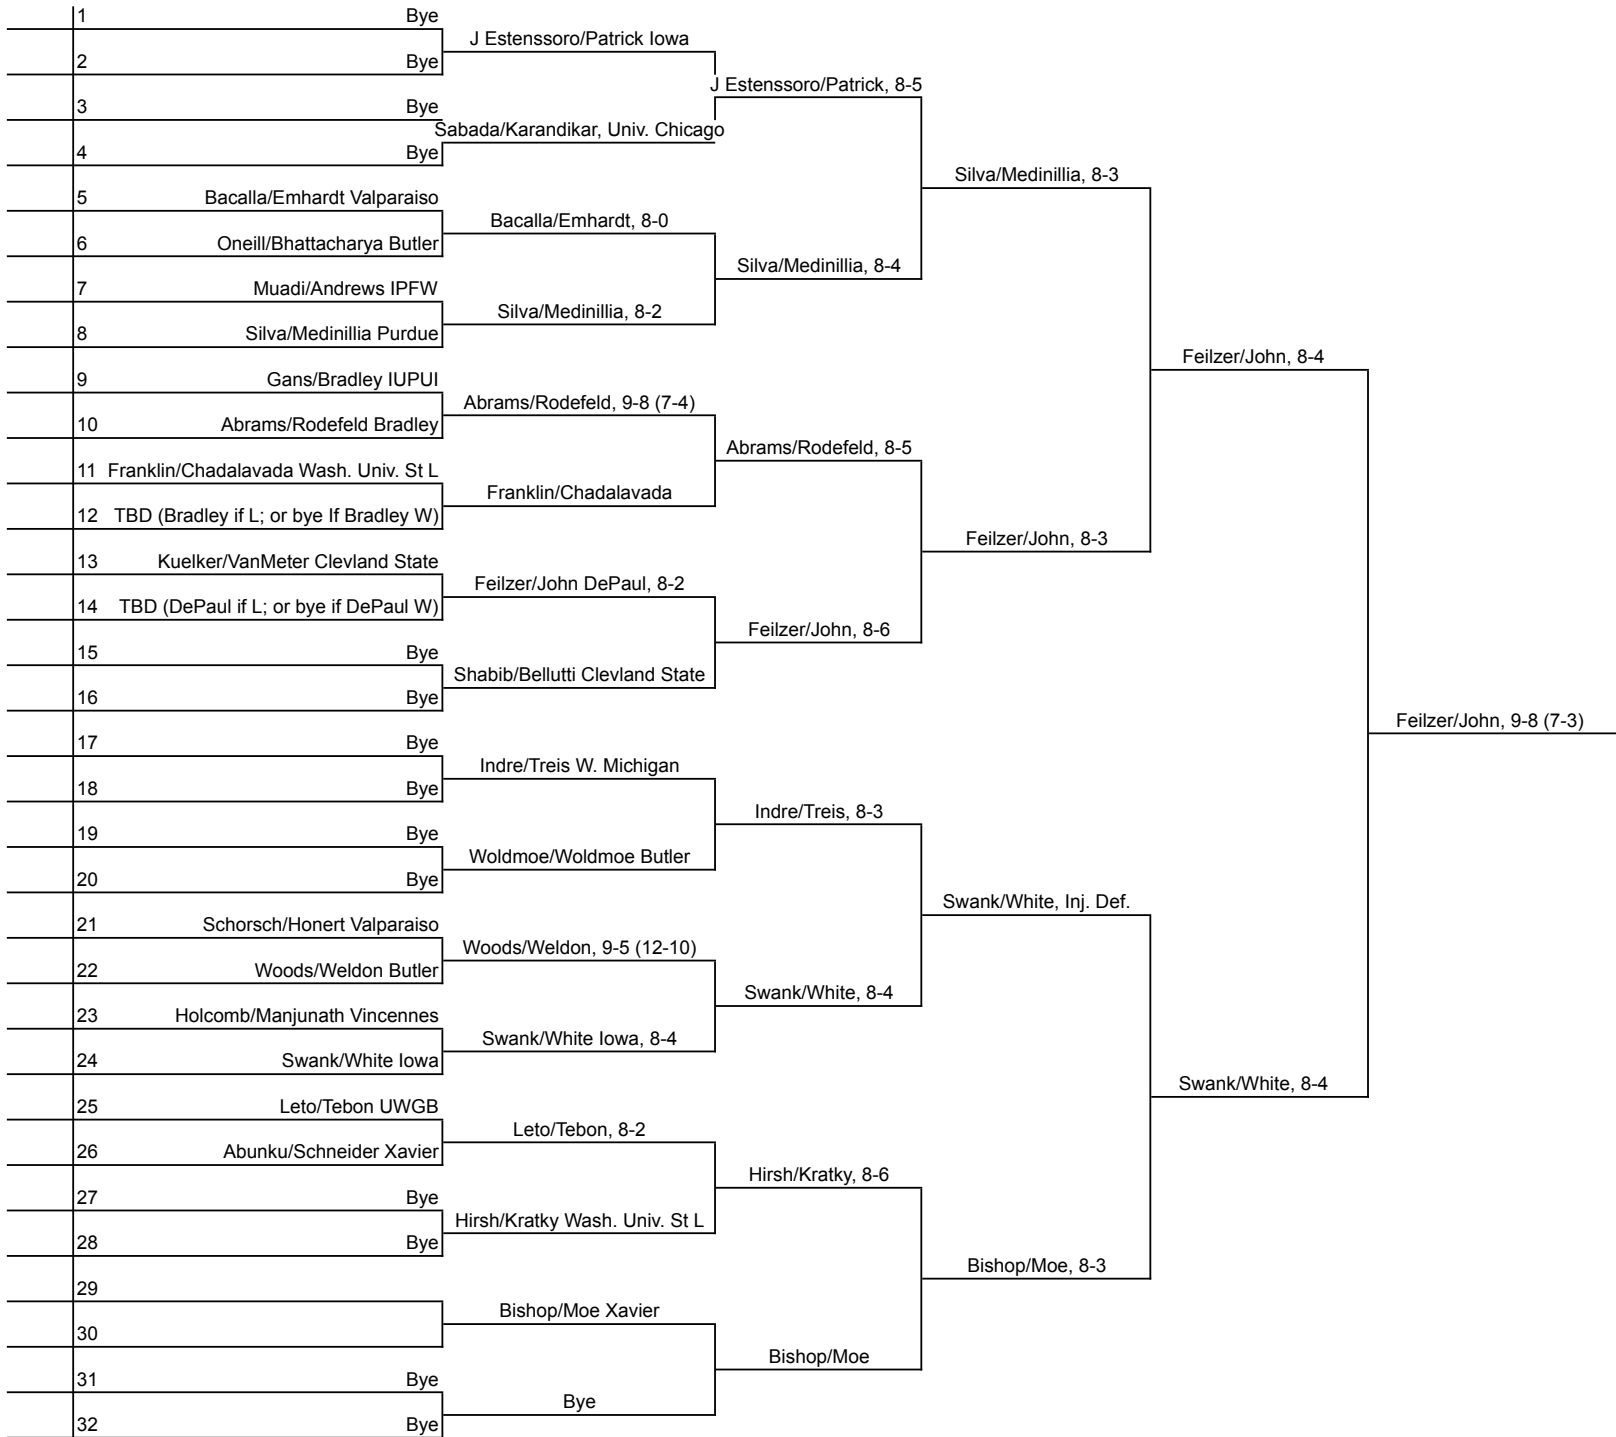 1 Bye
2 Bye
3 Bye
4 Bye
5 Bacalla/Emhardt Valparaiso
6 Oneill/Bhattacharya Butler
7 Muadi/Andrews IPFW
8 Silva/Medinillia Purdue
9 Gans/Bradley IUPUI
10 Abrams/Rodefeld Bradley
11 Franklin/Chadalavada Wash. Univ. St L
12 TBD (Bradley if L; or bye If Bradley W)
13 Kuelker/VanMeter Clevland State
14 TBD (DePaul if L; or bye if DePaul W)
15 Bye
16 Bye
17 Bye
18 Bye
19 Bye
20 Bye
21 Schorsch/Honert Valparaiso
22 Woods/Weldon Butler
23 Holcomb/Manjunath Vincennes
24 Swank/White Iowa
25 Leto/Tebon UWGB
26 Abunku/Schneider Xavier
27 Bye
28 Bye
29
30
31 Bye
32 Bye
J Estenssoro/Patrick Iowa
Sabada/Karandikar, Univ. Chicago
Bacalla/Emhardt, 8-0
Silva/Medinillia, 8-2
Abrams/Rodefeld, 9-8 (7-4)
Franklin/Chadalavada
Feilzer/John DePaul, 8-2
Shabib/Bellutti Clevland State
Indre/Treis W. Michigan
Woldmoe/Woldmoe Butler
Woods/Weldon, 9-5 (12-10)
Swank/White Iowa, 8-4
Leto/Tebon, 8-2
Hirsh/Kratky Wash. Univ. St L
Bishop/Moe Xavier
Bye
J Estenssoro/Patrick, 8-5
Silva/Medinillia, 8-4
Abrams/Rodefeld, 8-5
Feilzer/John, 8-6
Indre/Treis, 8-3
Swank/White, 8-4
Hirsh/Kratky, 8-6
Bishop/Moe
Silva/Medinillia, 8-3
Feilzer/John, 8-3
Swank/White, Inj. Def.
Bishop/Moe, 8-3
Feilzer/John, 8-4
Swank/White, 8-4
Feilzer/John, 9-8 (7-3)